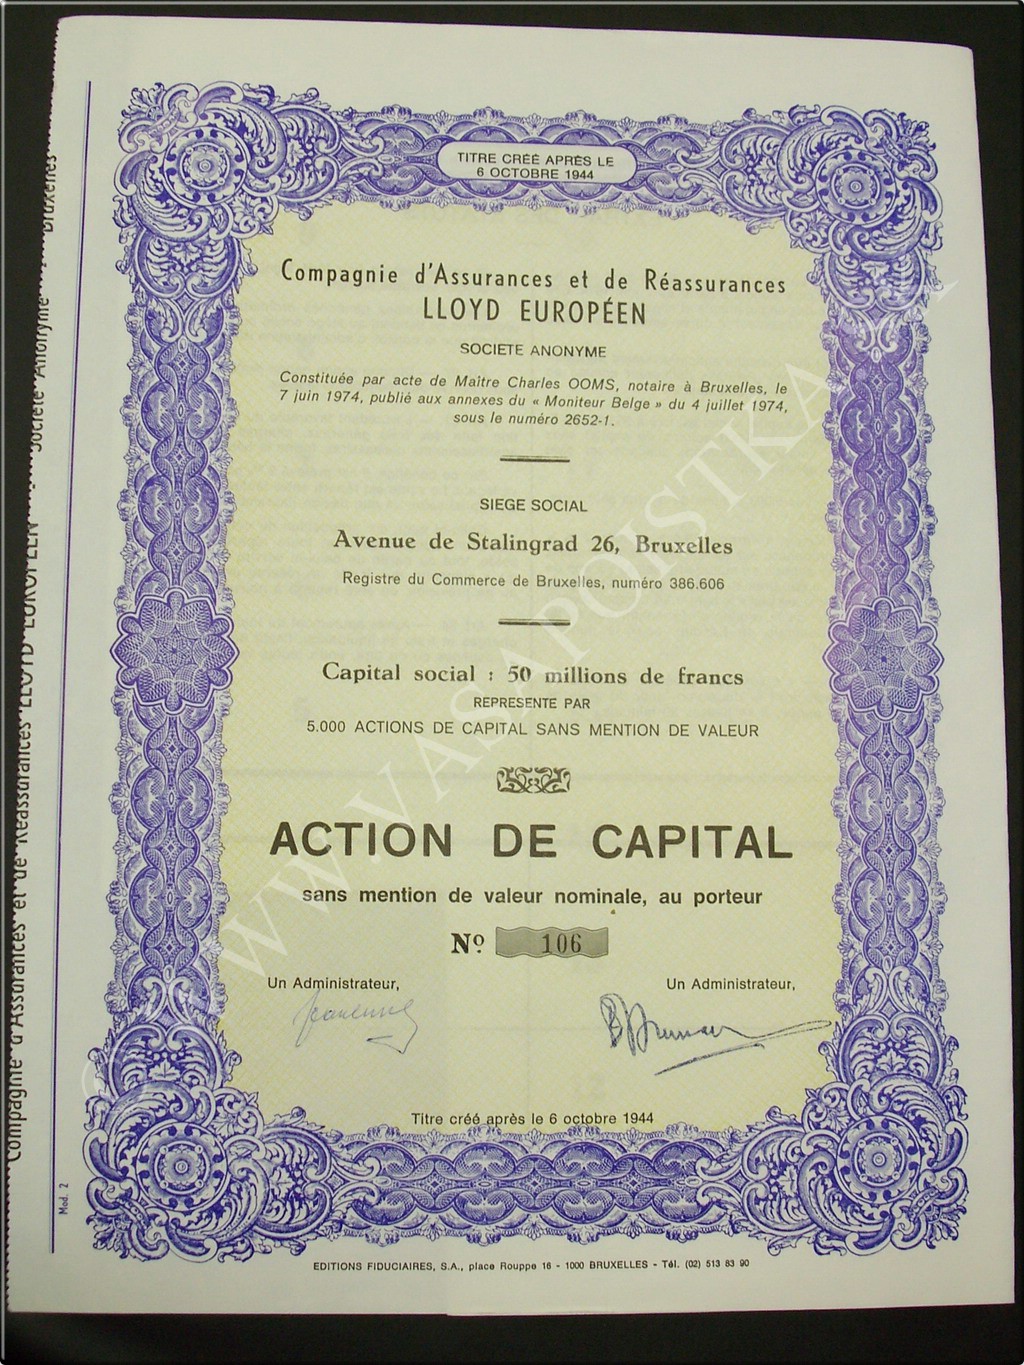 TITRE CRÉÉ APRÈS LE
6 OCTOBRE 1944
Compagnie d'Assurances et de Réassurances
LLOYD EUROPÉEN
SOCIETE ANONYME
Constituée par acte de Maître Charles OOMS, notaire à Bruxelles, le
7 juin 1974, publié aux annexes du « Moniteur Belge » du 4 juillet 1974,
sous le numéro 2652-1.
SIEGE SOCIAL
Avenue de Stalingrad 26, Bruxelles
Registre du Commerce de Bruxelles, numéro 386.606
Capital social : 50 millions de francs
REPRESENTE PAR
5.000 ACTIONS DE CAPITAL SANS MENTION DE VALEUR
ACTION DE CAPITAL
sans mention de valeur nominale, au porteur
Nº 106
Un Administrateur,
Un Administrateur,
Titre créé après le 6 octobre 1944
EDITIONS FIDUCIAIRES, S.A., place Rouppe 16 - 1000 BRUXELLES - Tél. (02) 513 83 90
Mod. 2
Compagnie d'Assurances et de Réassurances LLOYD EUROPÉEN Société Anonyme Bruxelles